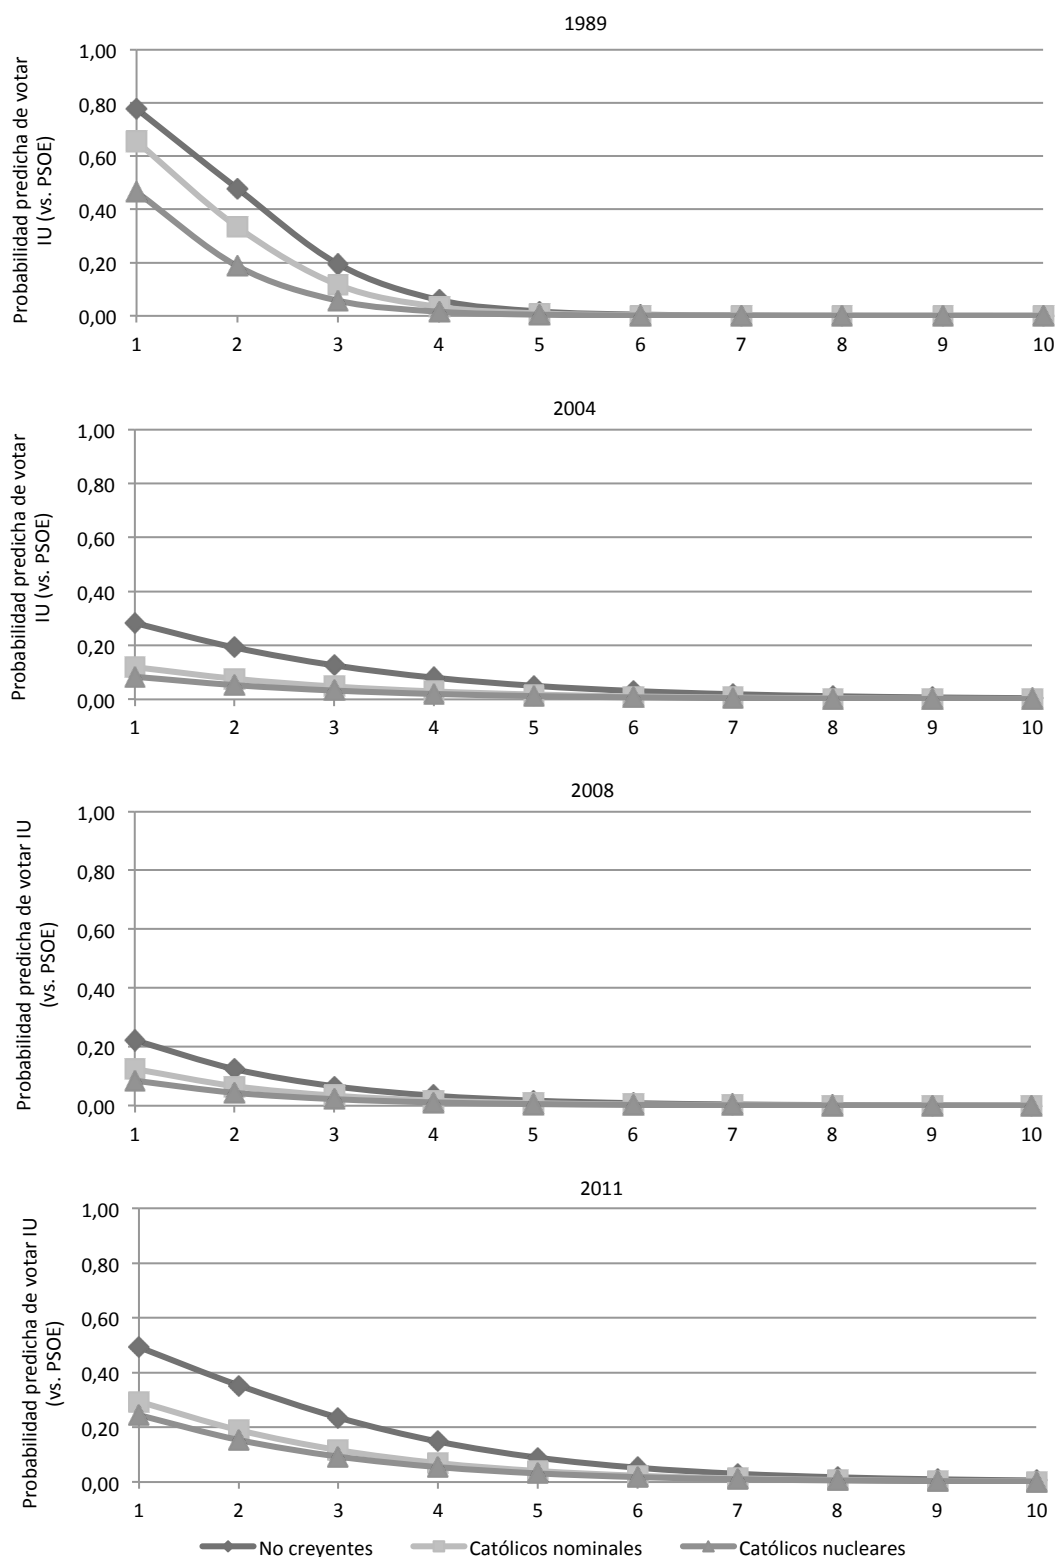 1989
Probabilidad predicha de votar
IU (vs. PSOE)
1,00
0,80
0,60
0,40
0,20
0,00
1 2 3 4 5 6 7 8 9 10
2004
Probabilidad predicha de votar
IU (vs. PSOE)
1,00
0,80
0,60
0,40
0,20
0,00
1 2 3 4 5 6 7 8 9 10
2008
Probabilidad predicha de votar IU
(vs. PSOE)
1,00
0,80
0,60
0,40
0,20
0,00
1 2 3 4 5 6 7 8 9 10
2011
Probabilidad predicha de votar IU
(vs. PSOE)
1,00
0,80
0,60
0,40
0,20
0,00
1 2 3 4 5 6 7 8 9 10
No creyentes Católicos nominales Católicos nucleares